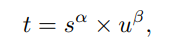 t = s^α × u^β,